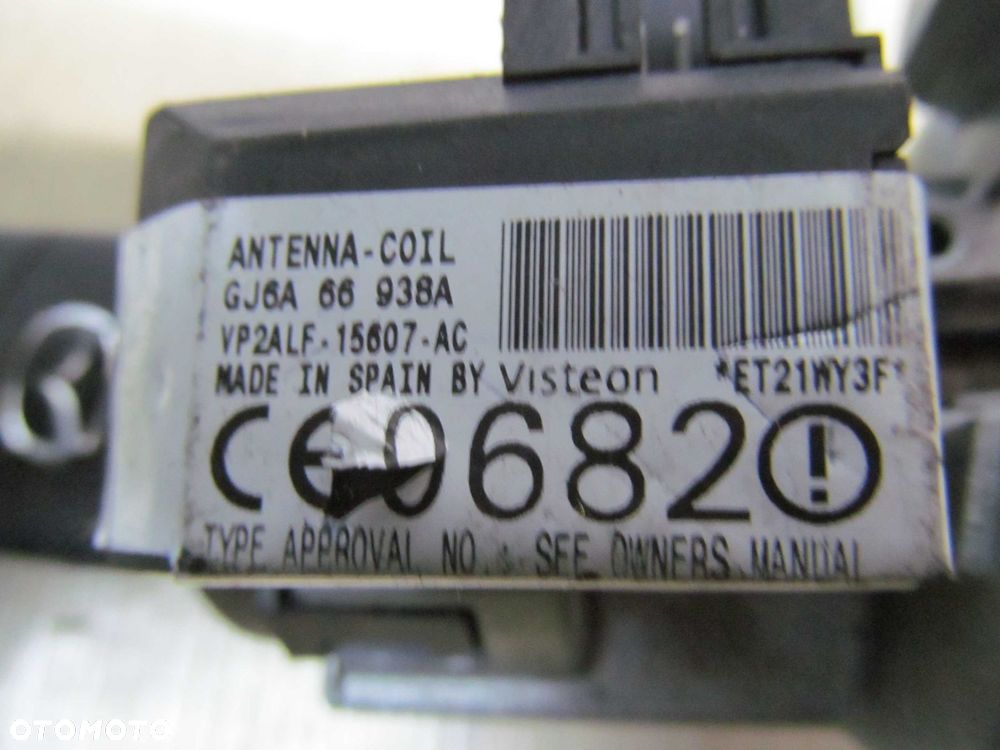 ANTENNA-COIL
GJ6A 66 938A
VP2ALF-15607-AC
MADE IN SPAIN BY Visteon
*ET21WY3F*
CE 0682
TYPE APPROVAL NO. : SEE OWNERS MANUAL
OTOMOTO